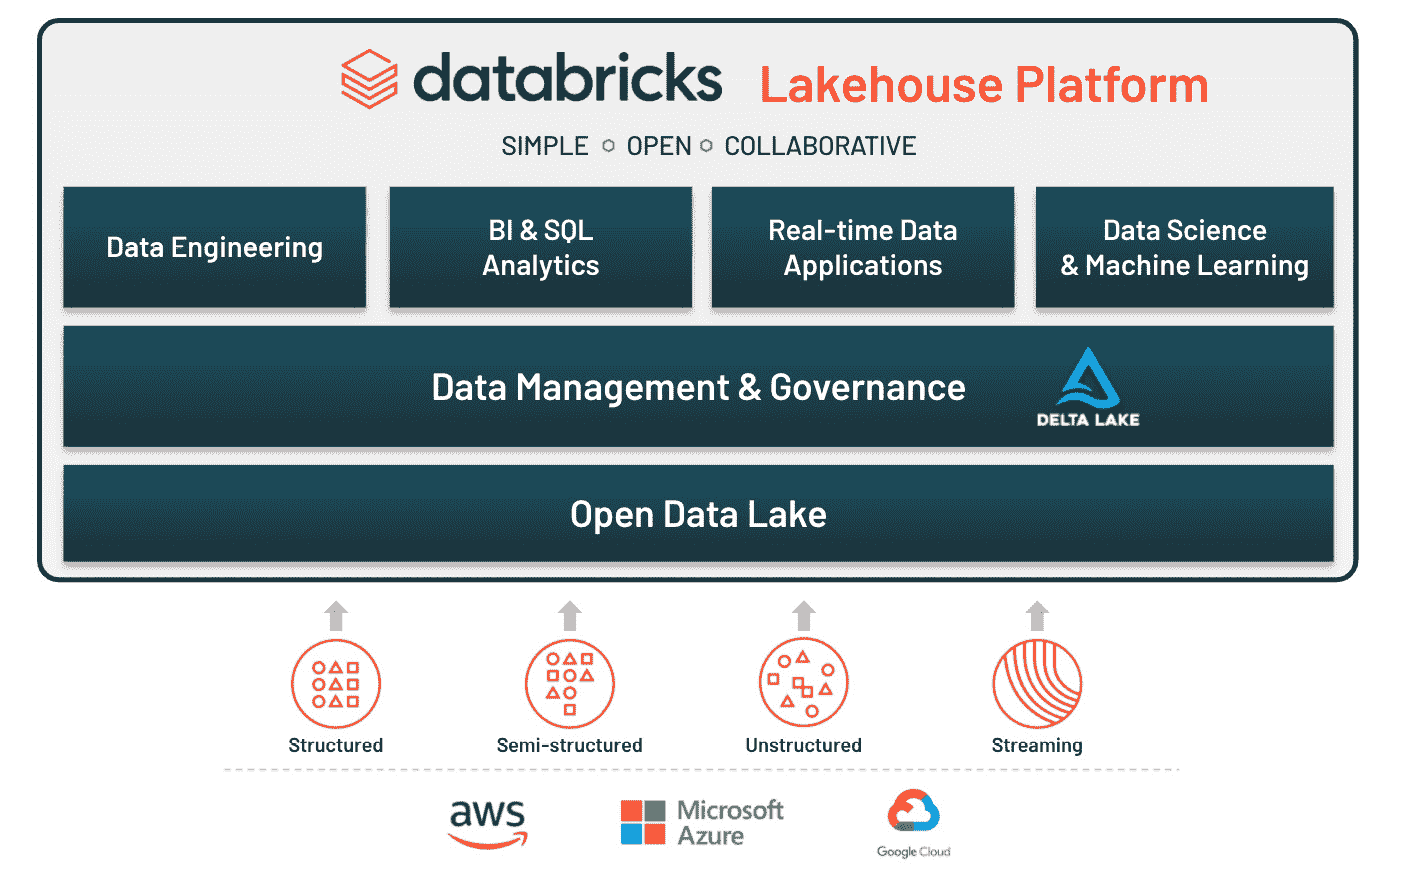 databricks Lakehouse Platform
SIMPLE OPEN COLLABORATIVE
Data Engineering
BI & SQL
Analytics
Real-time Data
Applications
Data Science
& Machine Learning
Data Management & Governance
DELTA LAKE
Open Data Lake
Structured
Semi-structured
Unstructured
Streaming
aws
Microsoft
Azure
Google Cloud